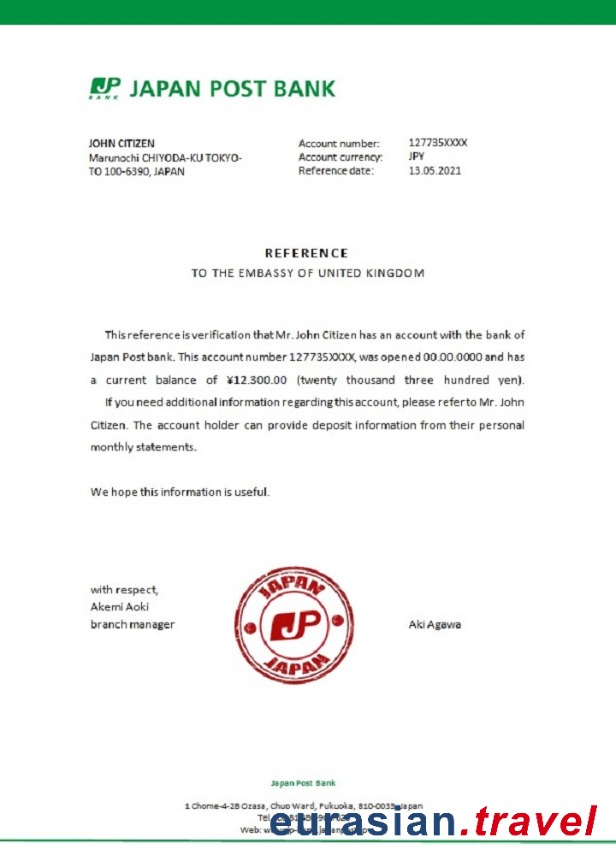 JP BANK JAPAN POST BANK
JOHN CITIZEN
Marunochi CHIYODA-KU TOKYO-
TO 100-6390, JAPAN
Account number: 127735XXXX
Account currency: JPY
Reference date: 13.05.2021
REFERENCE
TO THE EMBASSY OF UNITED KINGDOM
This reference is verification that Mr. John Citizen has an account with the bank of
Japan Post bank. This account number 127735XXXX, was opened 00.00.0000 and has
a current balance of ¥12.300.00 (twenty thousand three hundred yen).
If you need additional information regarding this account, please refer to Mr. John
Citizen. The account holder can provide deposit information from their personal
monthly statements.
We hope this information is useful.
with respect,
Akemi Aoki
branch manager
JAPAN
JP
JAPAN
Aki Agawa
Japan Post Bank
1 Chome-4-28 Ozasa, Chuo Ward, Fukuoka, 810-0033, Japan
Tel.
Web:
eurasian.travel